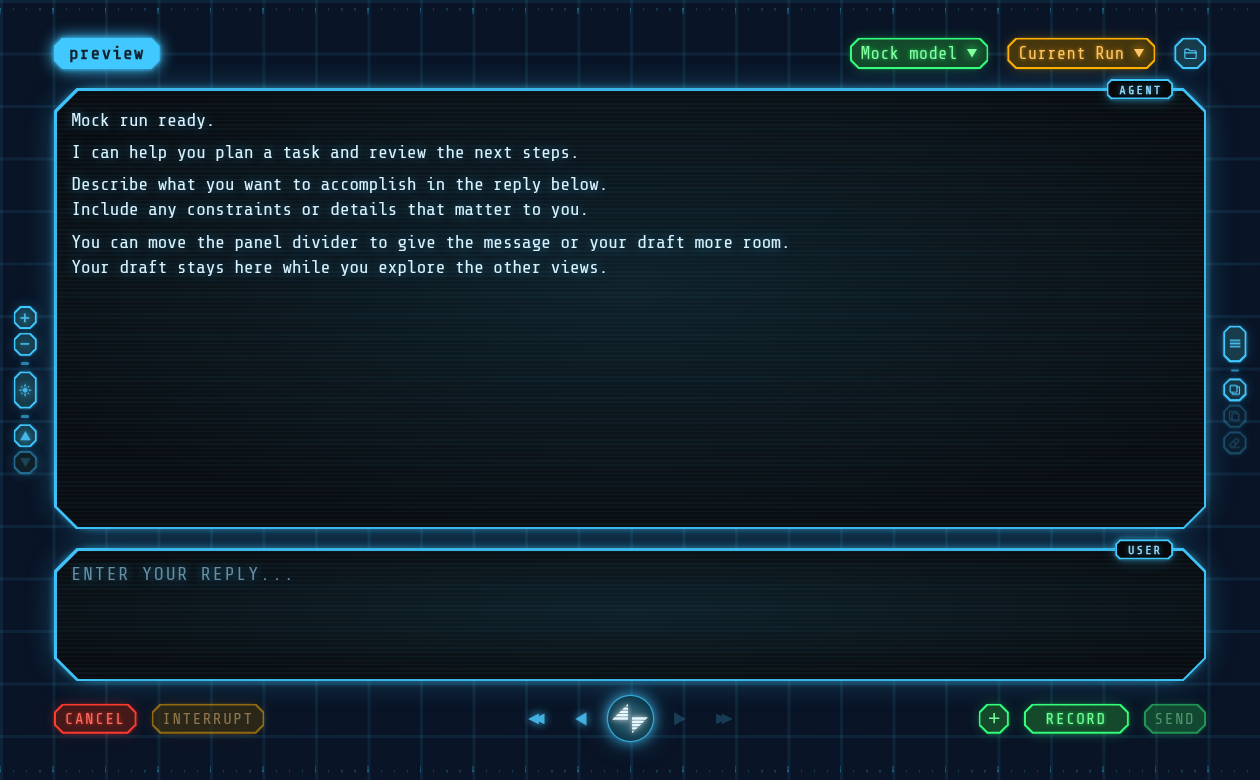 preview
Mock model
Current Run
AGENT
Mock run ready.
I can help you plan a task and review the next steps.
Describe what you want to accomplish in the reply below.
Include any constraints or details that matter to you.
You can move the panel divider to give the message or your draft more room.
Your draft stays here while you explore the other views.
USER
ENTER YOUR REPLY...
CANCEL
INTERRUPT
RECORD
SEND